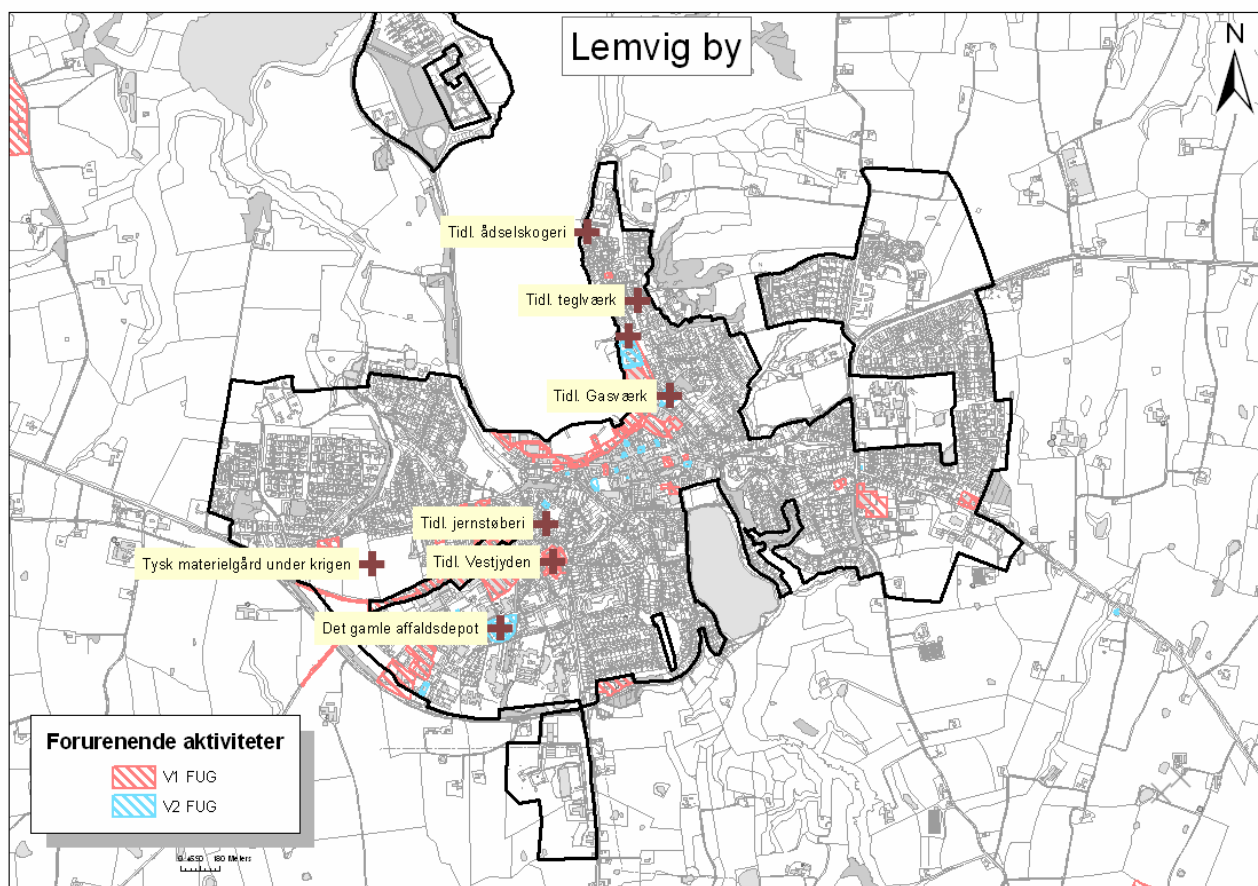 Lemvig by
N
Tidl. ådselskogeri
Tidl. teglværk
Tidl. Gasværk
Tidl. jernstøberi
Tidl. Vestjyden
Tysk materielgård under krigen
Det gamle affaldsdepot
Forurenende aktiviteter
V1 FUG
V2 FUG
180 Meters